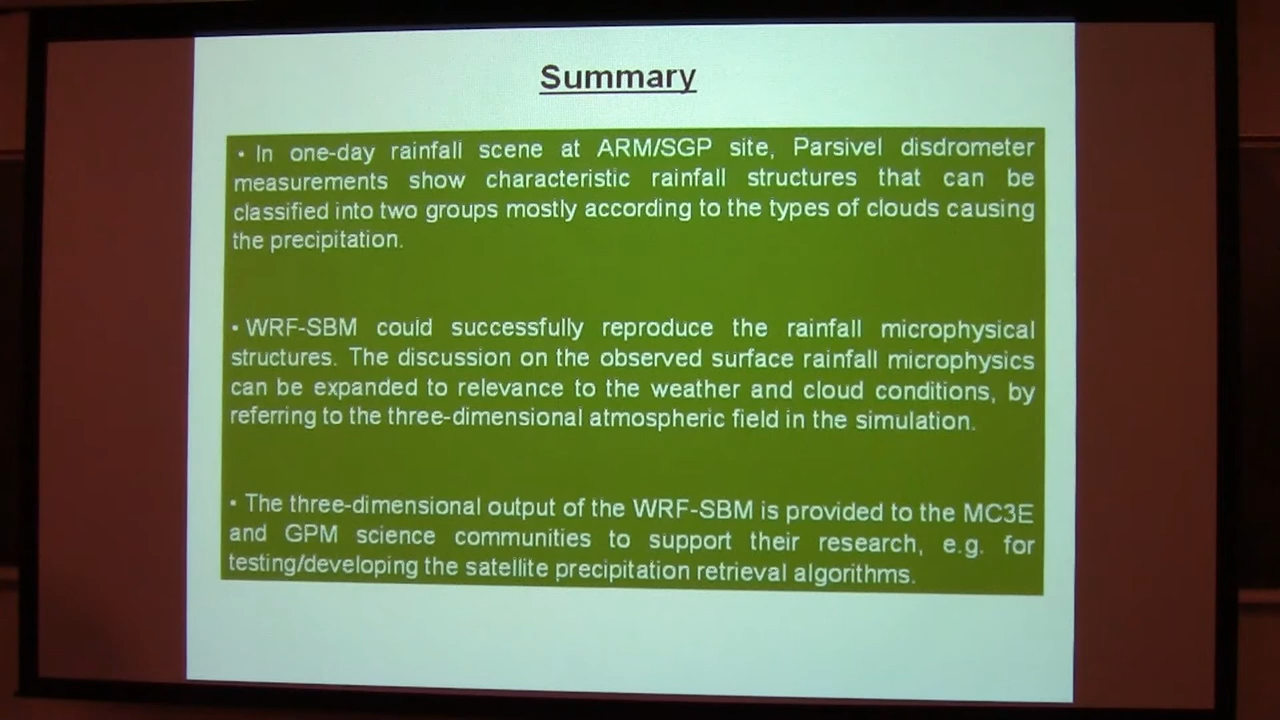 Summary
• In one-day rainfall scene at ARM/SGP site, Parsivel disdrometer
measurements show characteristic rainfall structures that can be
classified into two groups mostly according to the types of clouds causing
the precipitation.
• WRF-SBM could successfully reproduce the rainfall microphysical
structures. The discussion on the observed surface rainfall microphysics
can be expanded to relevance to the weather and cloud conditions, by
referring to the three-dimensional atmospheric field in the simulation.
• The three-dimensional output of the WRF-SBM is provided to the MC3E
and GPM science communities to support their research, e.g. for
testing/developing the satellite precipitation retrieval algorithms.